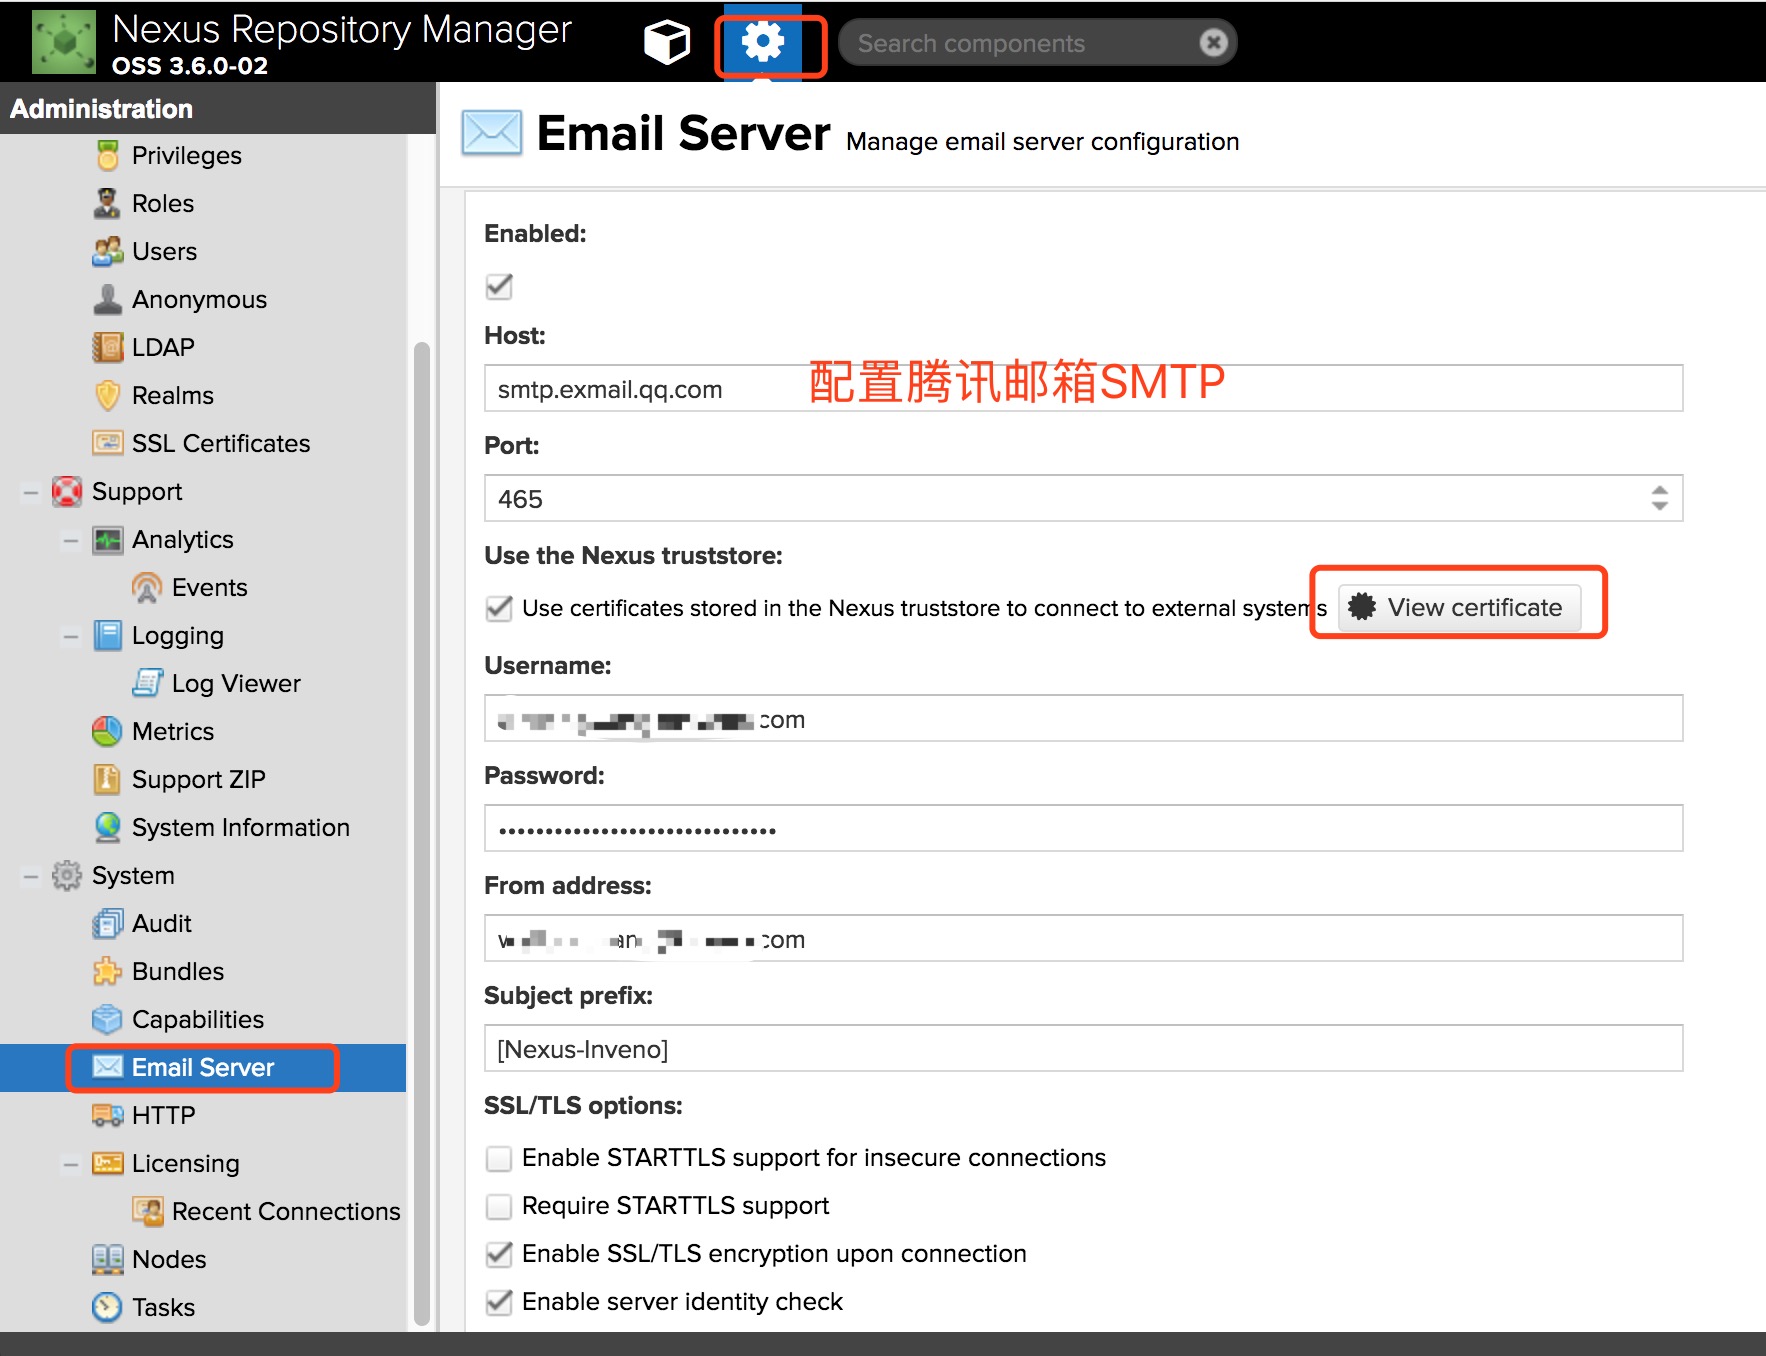 Nexus Repository Manager
OSS 3.6.0-02
Search components
Administration
Privileges
Roles
Users
Anonymous
LDAP
Realms
SSL Certificates
Support
Analytics
Events
Logging
Log Viewer
Metrics
Support ZIP
System Information
System
Audit
Bundles
Capabilities
Email Server
HTTP
Licensing
Recent Connections
Nodes
Tasks
Email Server Manage email server configuration
Enabled:
Host:
smtp.exmail.qq.com 配置腾讯邮箱SMTP
Port:
465
Use the Nexus truststore:
Use certificates stored in the Nexus truststore to connect to external systems View certificate
Username:
com
Password:
From address:
com
Subject prefix:
[Nexus-Inveno]
SSL/TLS options:
Enable STARTTLS support for insecure connections
Require STARTTLS support
Enable SSL/TLS encryption upon connection
Enable server identity check